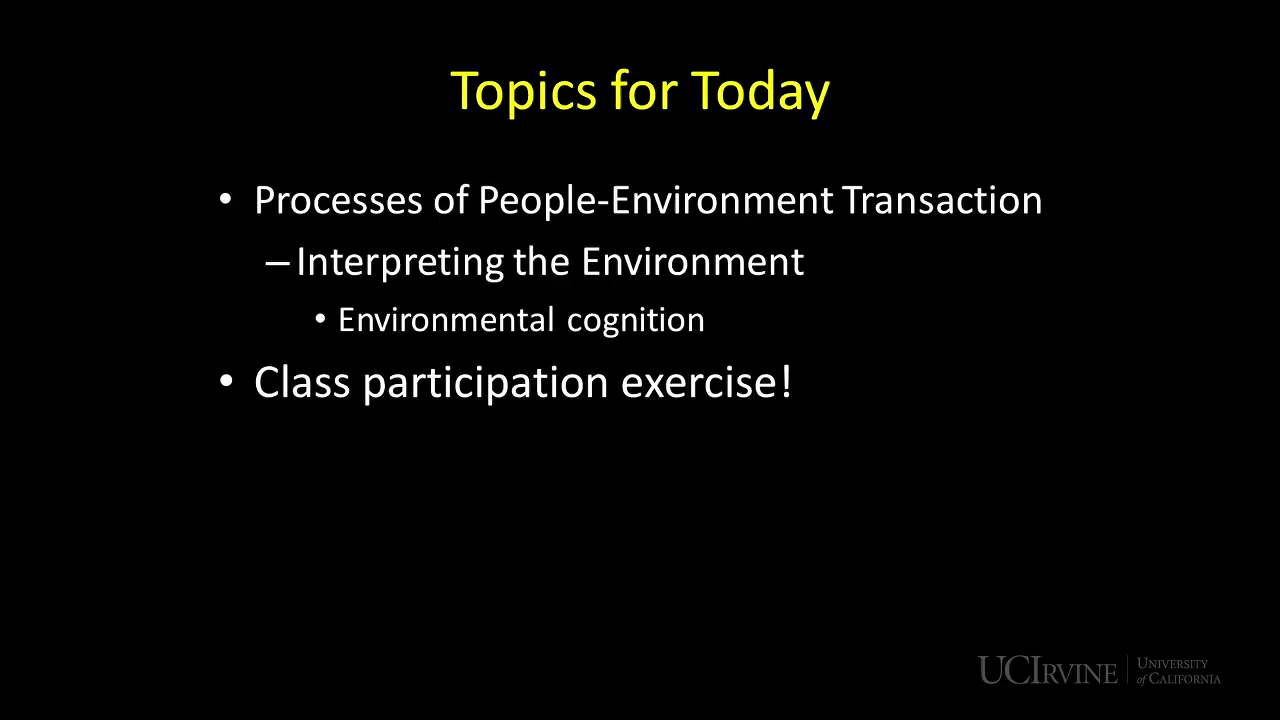 Topics for Today
• Processes of People-Environment Transaction
– Interpreting the Environment
• Environmental cognition
• Class participation exercise!
UCIRVINE | UNIVERSITY
of CALIFORNIA